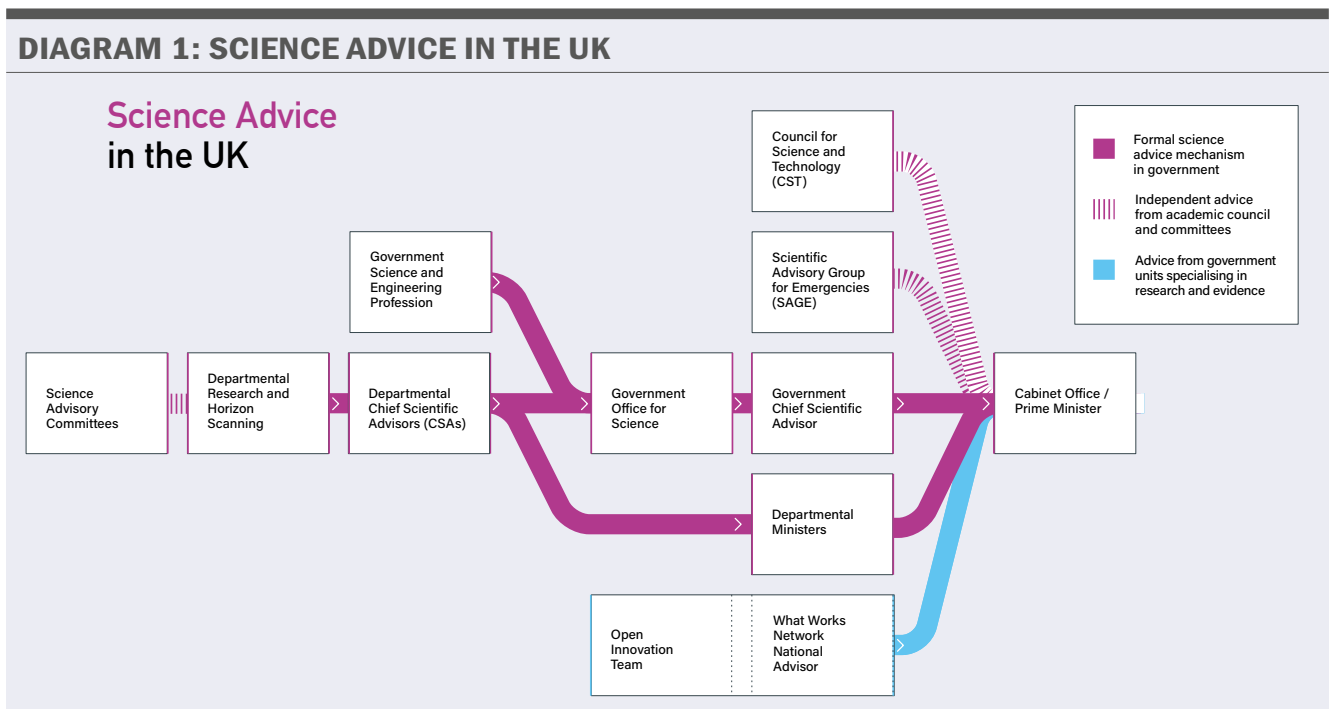 DIAGRAM 1: SCIENCE ADVICE IN THE UK
Science Advice
in the UK
Council for
Science and
Technology
(CST)
Formal science
advice mechanism
in government
Independent advice
from academic council
and committees
Advice from government
units specialising in
research and evidence
Government
Science and
Engineering
Profession
Scientific
Advisory Group
for Emergencies
(SAGE)
Science
Advisory
Committees
Departmental
Research and
Horizon
Scanning
Departmental
Chief Scientific
Advisors (CSAs)
Government
Office for
Science
Government
Chief Scientific
Advisor
Cabinet Office /
Prime Minister
Departmental
Ministers
Open
Innovation
Team
What Works
Network
National
Advisor